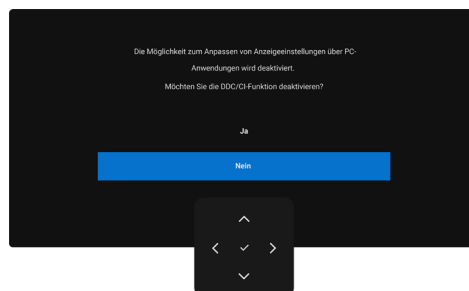 Die Möglichkeit zum Anpassen von Anzeigeeinstellungen über PC-
Anwendungen wird deaktiviert.
Möchten Sie die DDC/CI-Funktion deaktivieren?
Ja
Nein